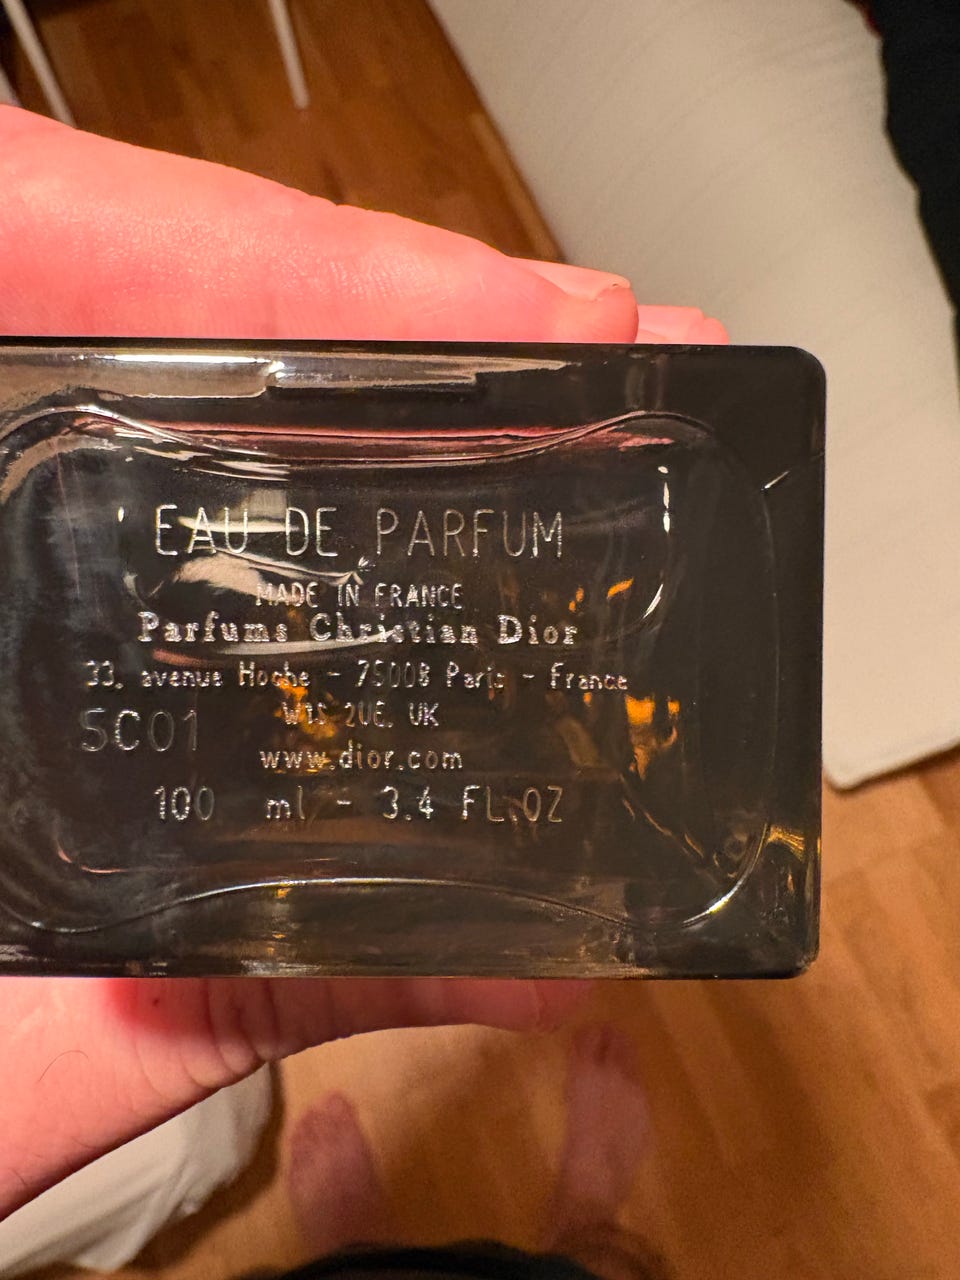 EAU DE PARFUM
MADE IN FRANCE
Parfums Christian Dior
33, avenue Hoche - 75008 Paris - France
W1S 2UE, UK
5C01
www.dior.com
100 ml - 3.4 FL.OZ